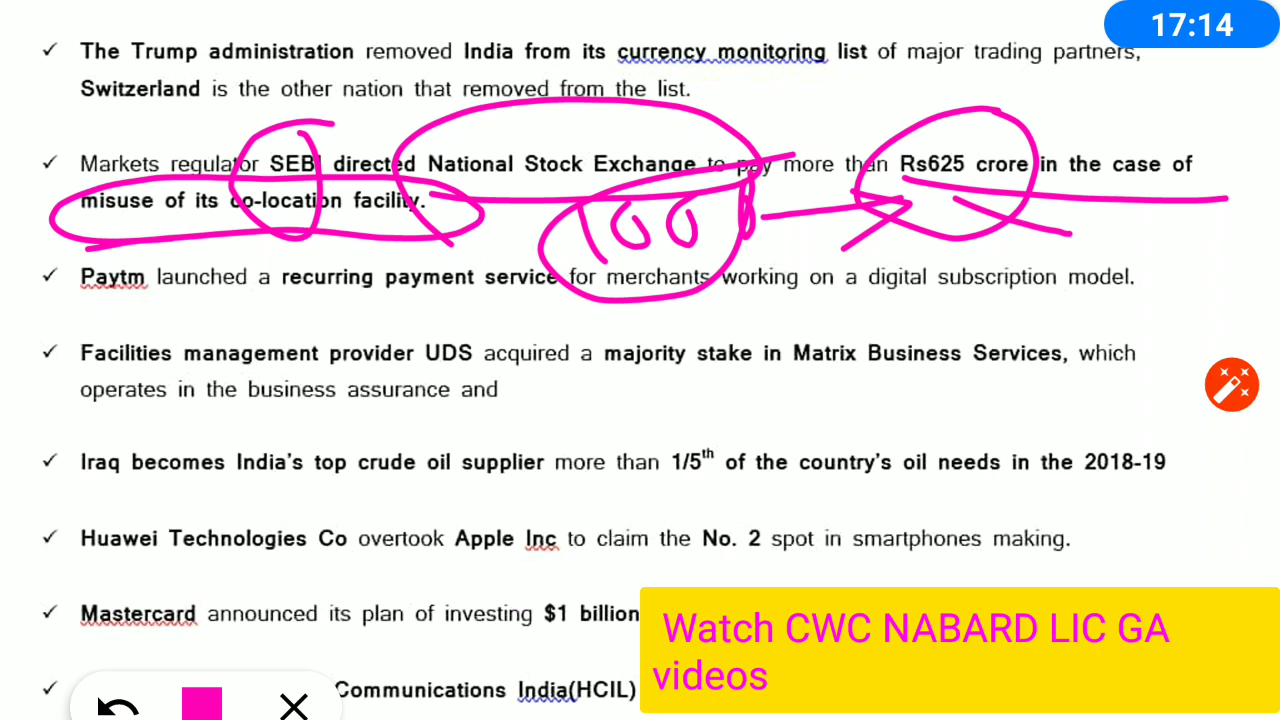 17:14
✓ The Trump administration removed India from its currency monitoring list of major trading partners,
Switzerland is the other nation that removed from the list.
✓ Markets regulator SEBI directed National Stock Exchange to pay more than Rs625 crore in the case of
misuse of its co-location facility.
100
✓ Paytm launched a recurring payment service for merchants working on a digital subscription model.
✓ Facilities management provider UDS acquired a majority stake in Matrix Business Services, which
operates in the business assurance and
✓ Iraq becomes India's top crude oil supplier more than 1/5th of the country's oil needs in the 2018-19
✓ Huawei Technologies Co overtook Apple Inc to claim the No. 2 spot in smartphones making.
✓ Mastercard announced its plan of investing $1 billion
✓ Communications India(HCIL)
Watch CWC NABARD LIC GA
videos